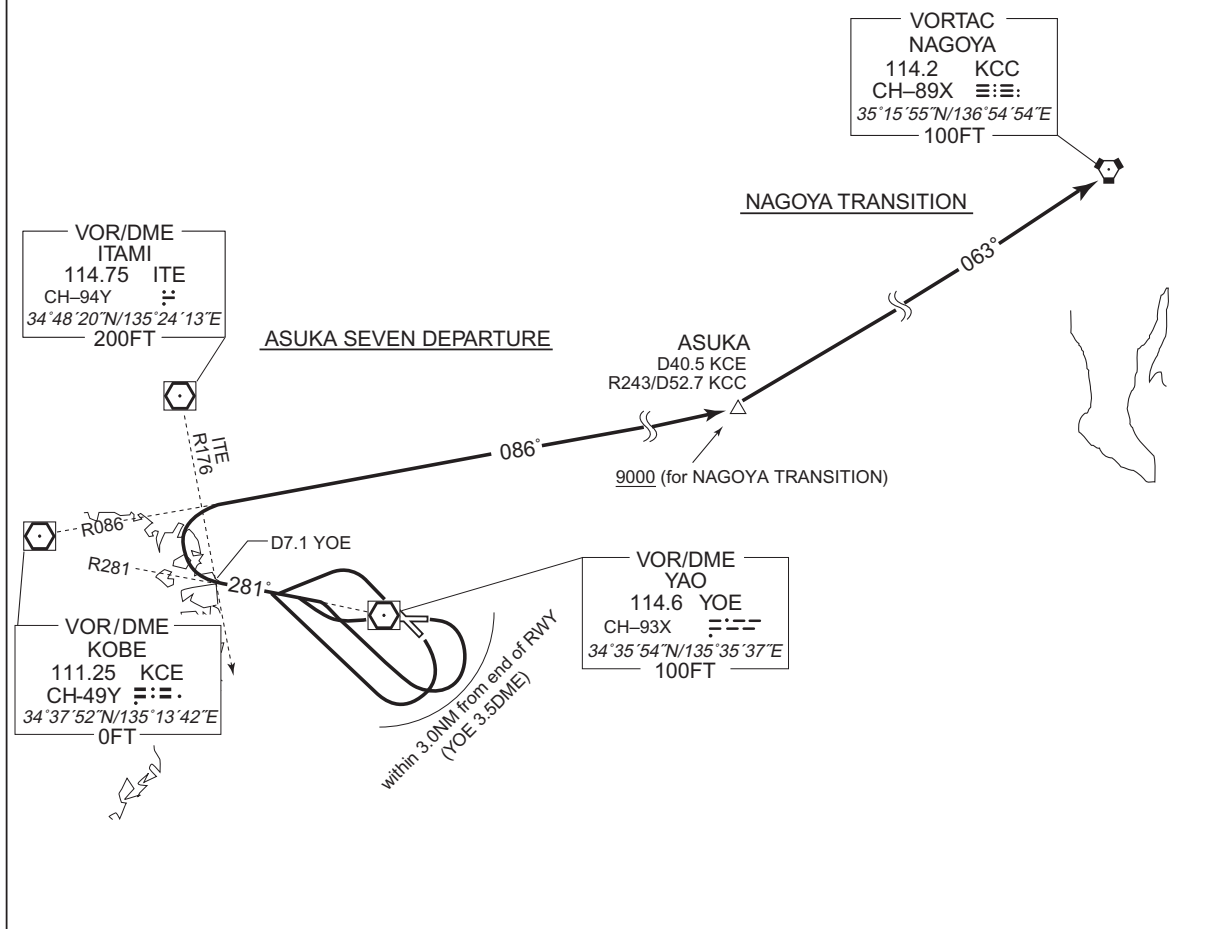 VORTAC
NAGOYA
114.2 KCC
CH–89X
35°15´55˝N/136°54´54˝E
100FT
NAGOYA TRANSITION
063°
VOR/DME
ITAMI
114.75 ITE
CH–94Y
34°48´20˝N/135°24´13˝E
200FT
ASUKA SEVEN DEPARTURE
ASUKA
D40.5 KCE
R243/D52.7 KCC
ITE
R176
086°
9000 (for NAGOYA TRANSITION)
R086
D7.1 YOE
R281
281°
VOR/DME
YAO
114.6 YOE
CH–93X
34°35´54˝N/135°35´37˝E
100FT
VOR/DME
KOBE
111.25 KCE
CH-49Y
34°37´52˝N/135°13´42˝E
0FT
within 3.0NM from end of RWY
(YOE 3.5DME)